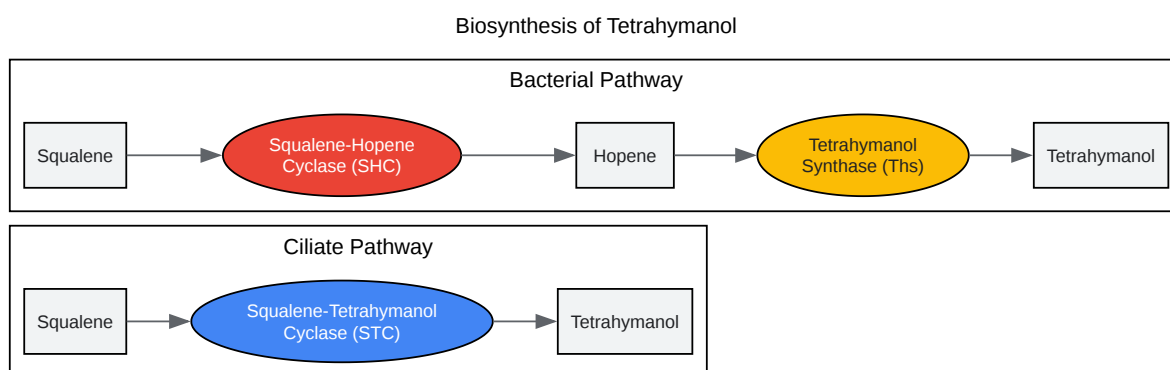 Biosynthesis of Tetrahymanol
Bacterial Pathway
Squalene
Squalene-Hopene
Cyclase (SHC)
Hopene
Tetrahymanol
Synthase (Ths)
Tetrahymanol
Ciliate Pathway
Squalene
Squalene-Tetrahymanol
Cyclase (STC)
Tetrahymanol